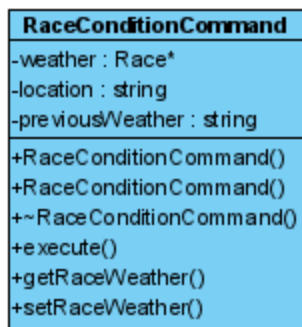 RaceConditionCommand
-weather : Race*
-location : string
-previousWeather : string
+RaceConditionCommand()
+RaceConditionCommand()
+~RaceConditionCommand()
+execute()
+getRaceWeather()
+setRaceWeather()